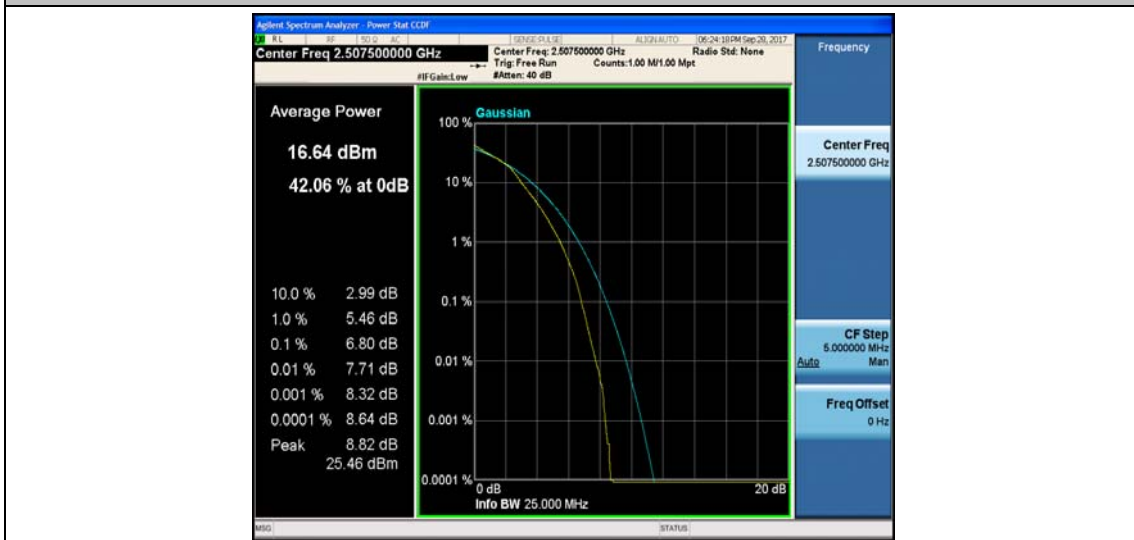 Agilent Spectrum Analyzer - Power Stat CCDF
RL RF 50 Ω AC SENSE:PULSE ALIGN AUTO 06:24:18 PM Sep 20, 2017
Center Freq 2.507500000 GHz
Center Freq: 2.507500000 GHz Radio Std: None
Trig: Free Run Counts:1.00 M/1.00 Mpt
#IFGain:Low #Atten: 40 dB
Frequency
Average Power
16.64 dBm
42.06 % at 0dB
10.0 % 2.99 dB
1.0 % 5.46 dB
0.1 % 6.80 dB
0.01 % 7.71 dB
0.001 % 8.32 dB
0.0001 % 8.64 dB
Peak 8.82 dB
25.46 dBm
Gaussian
100 %
10 %
1 %
0.1 %
0.01 %
0.001 %
0.0001 %
0 dB 20 dB
Info BW 25.000 MHz
Center Freq
2.507500000 GHz
CF Step
5.000000 MHz
Auto Man
Freq Offset
0 Hz
MSG STATUS